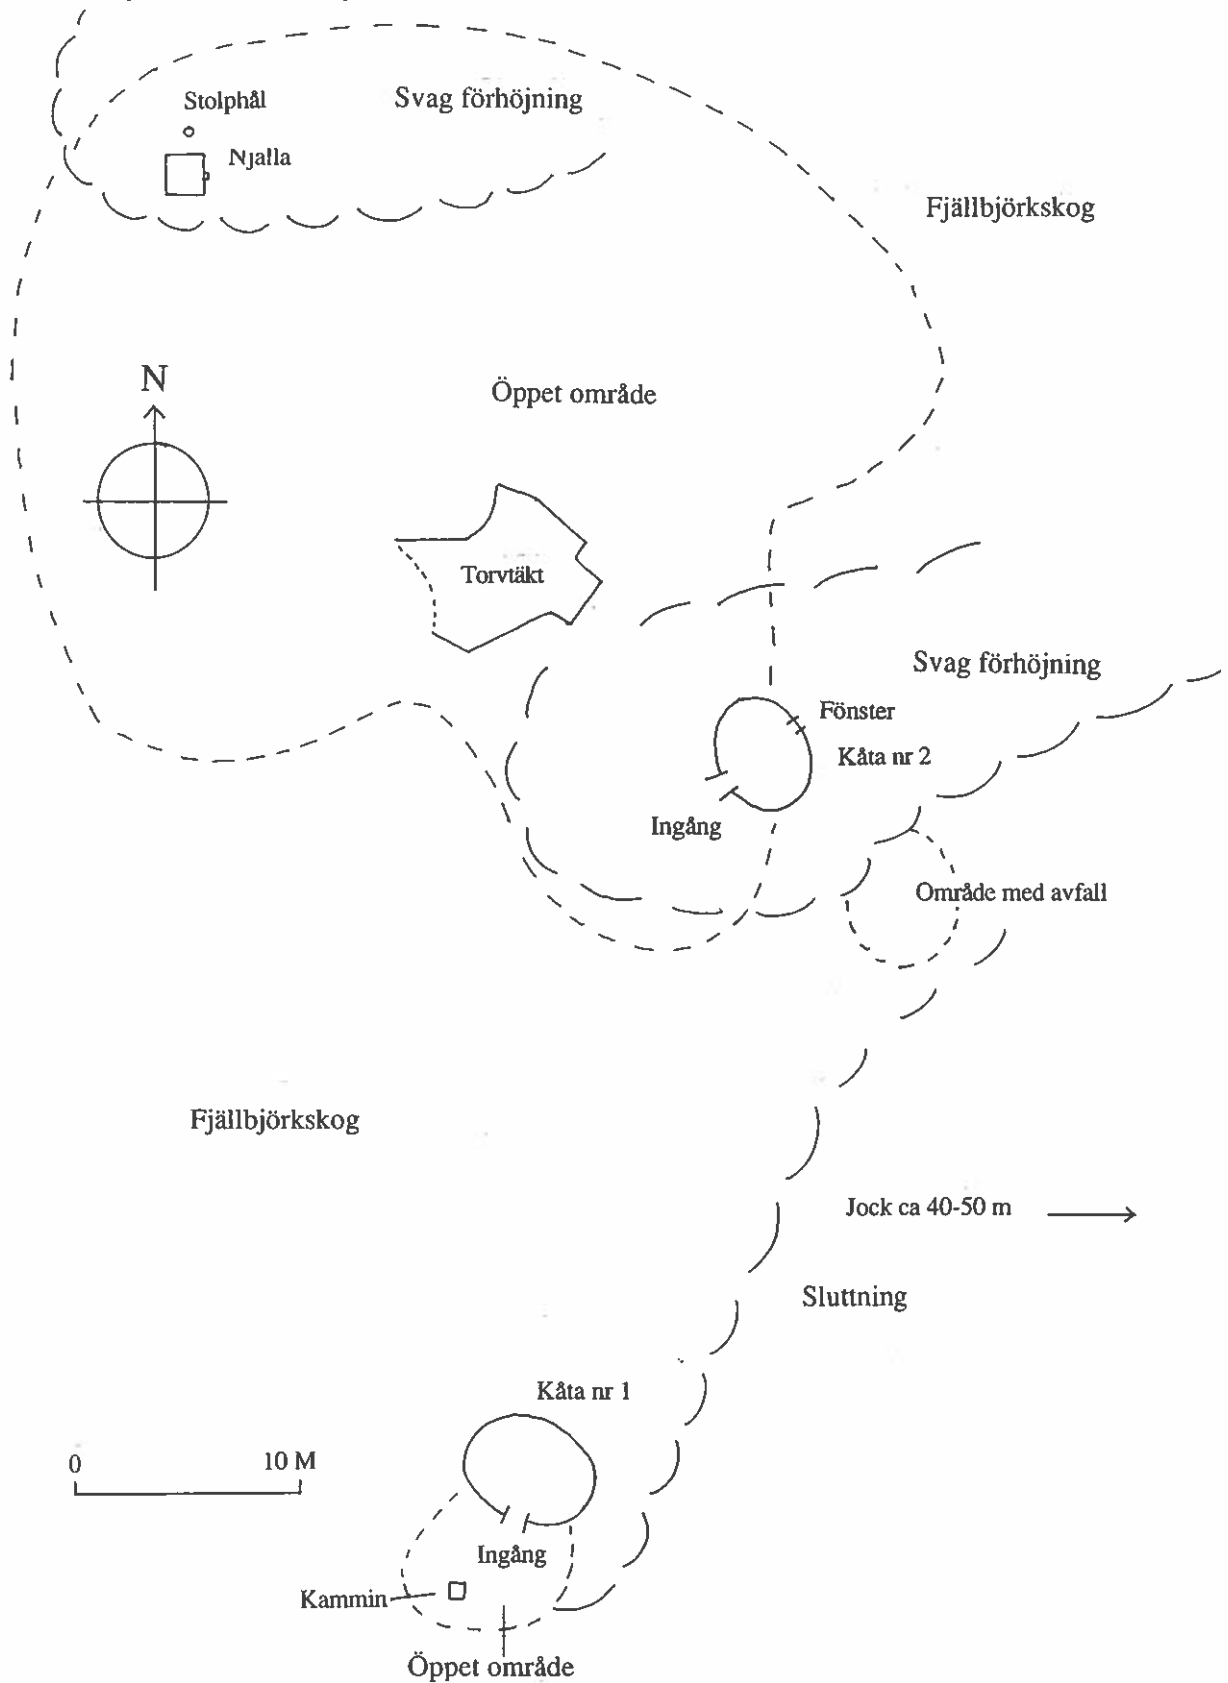 Stolphål
Svag förhöjning
Njalla
Fjällbjörkskog
N
Öppet område
Torvtäkt
Svag förhöjning
Fönster
Kåta nr 2
Ingång
Område med avfall
Fjällbjörkskog
Jock ca 40-50 m
Sluttning
Kåta nr 1
0 10 M
Ingång
Kammin
Öppet område